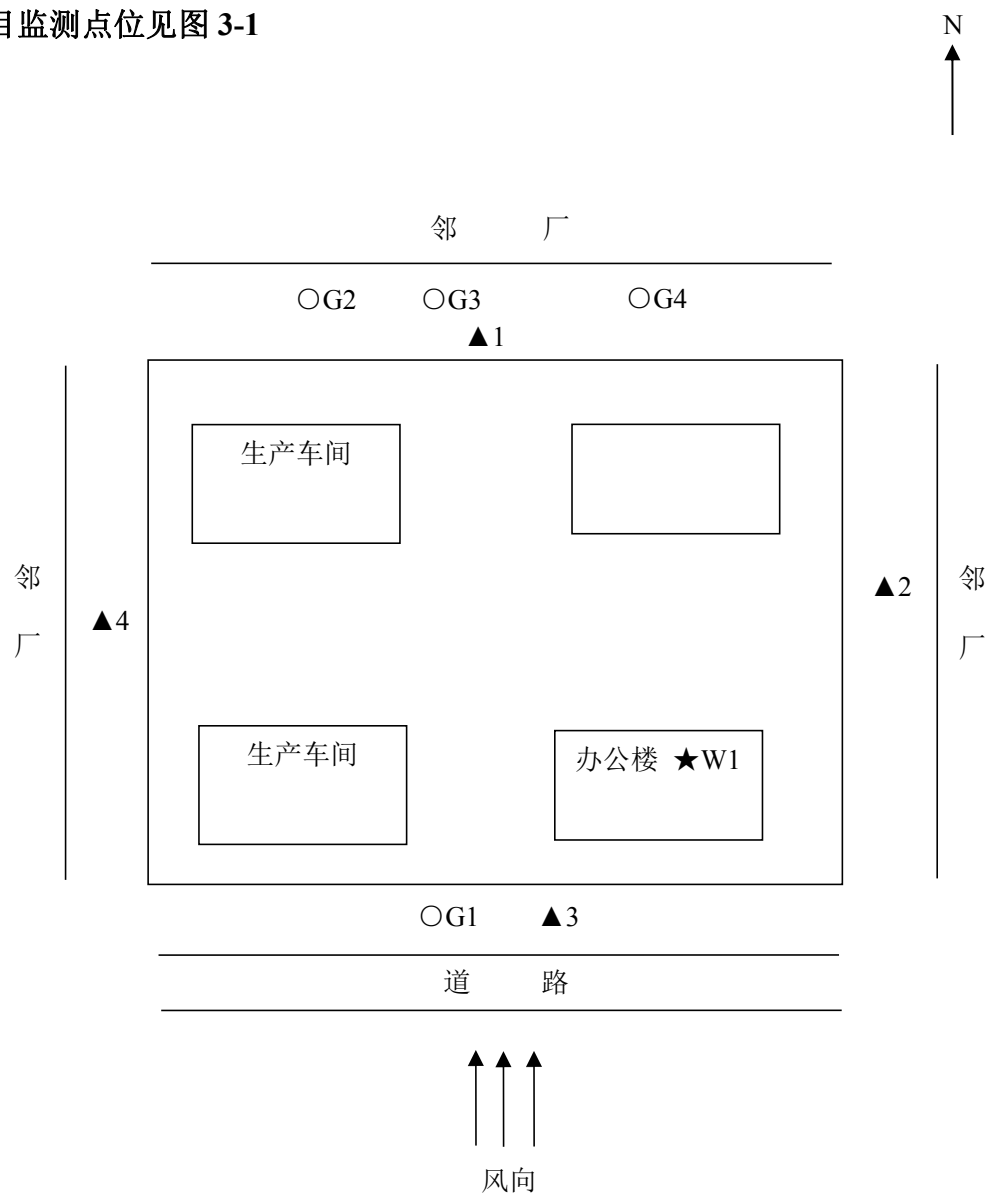 监测点位见图 3-1
N
邻 厂
○G2 ○G3 ○G4
▲1
生产车间
邻
厂
▲4
▲2
邻
厂
生产车间
办公楼 ★W1
○G1 ▲3
道 路
风向